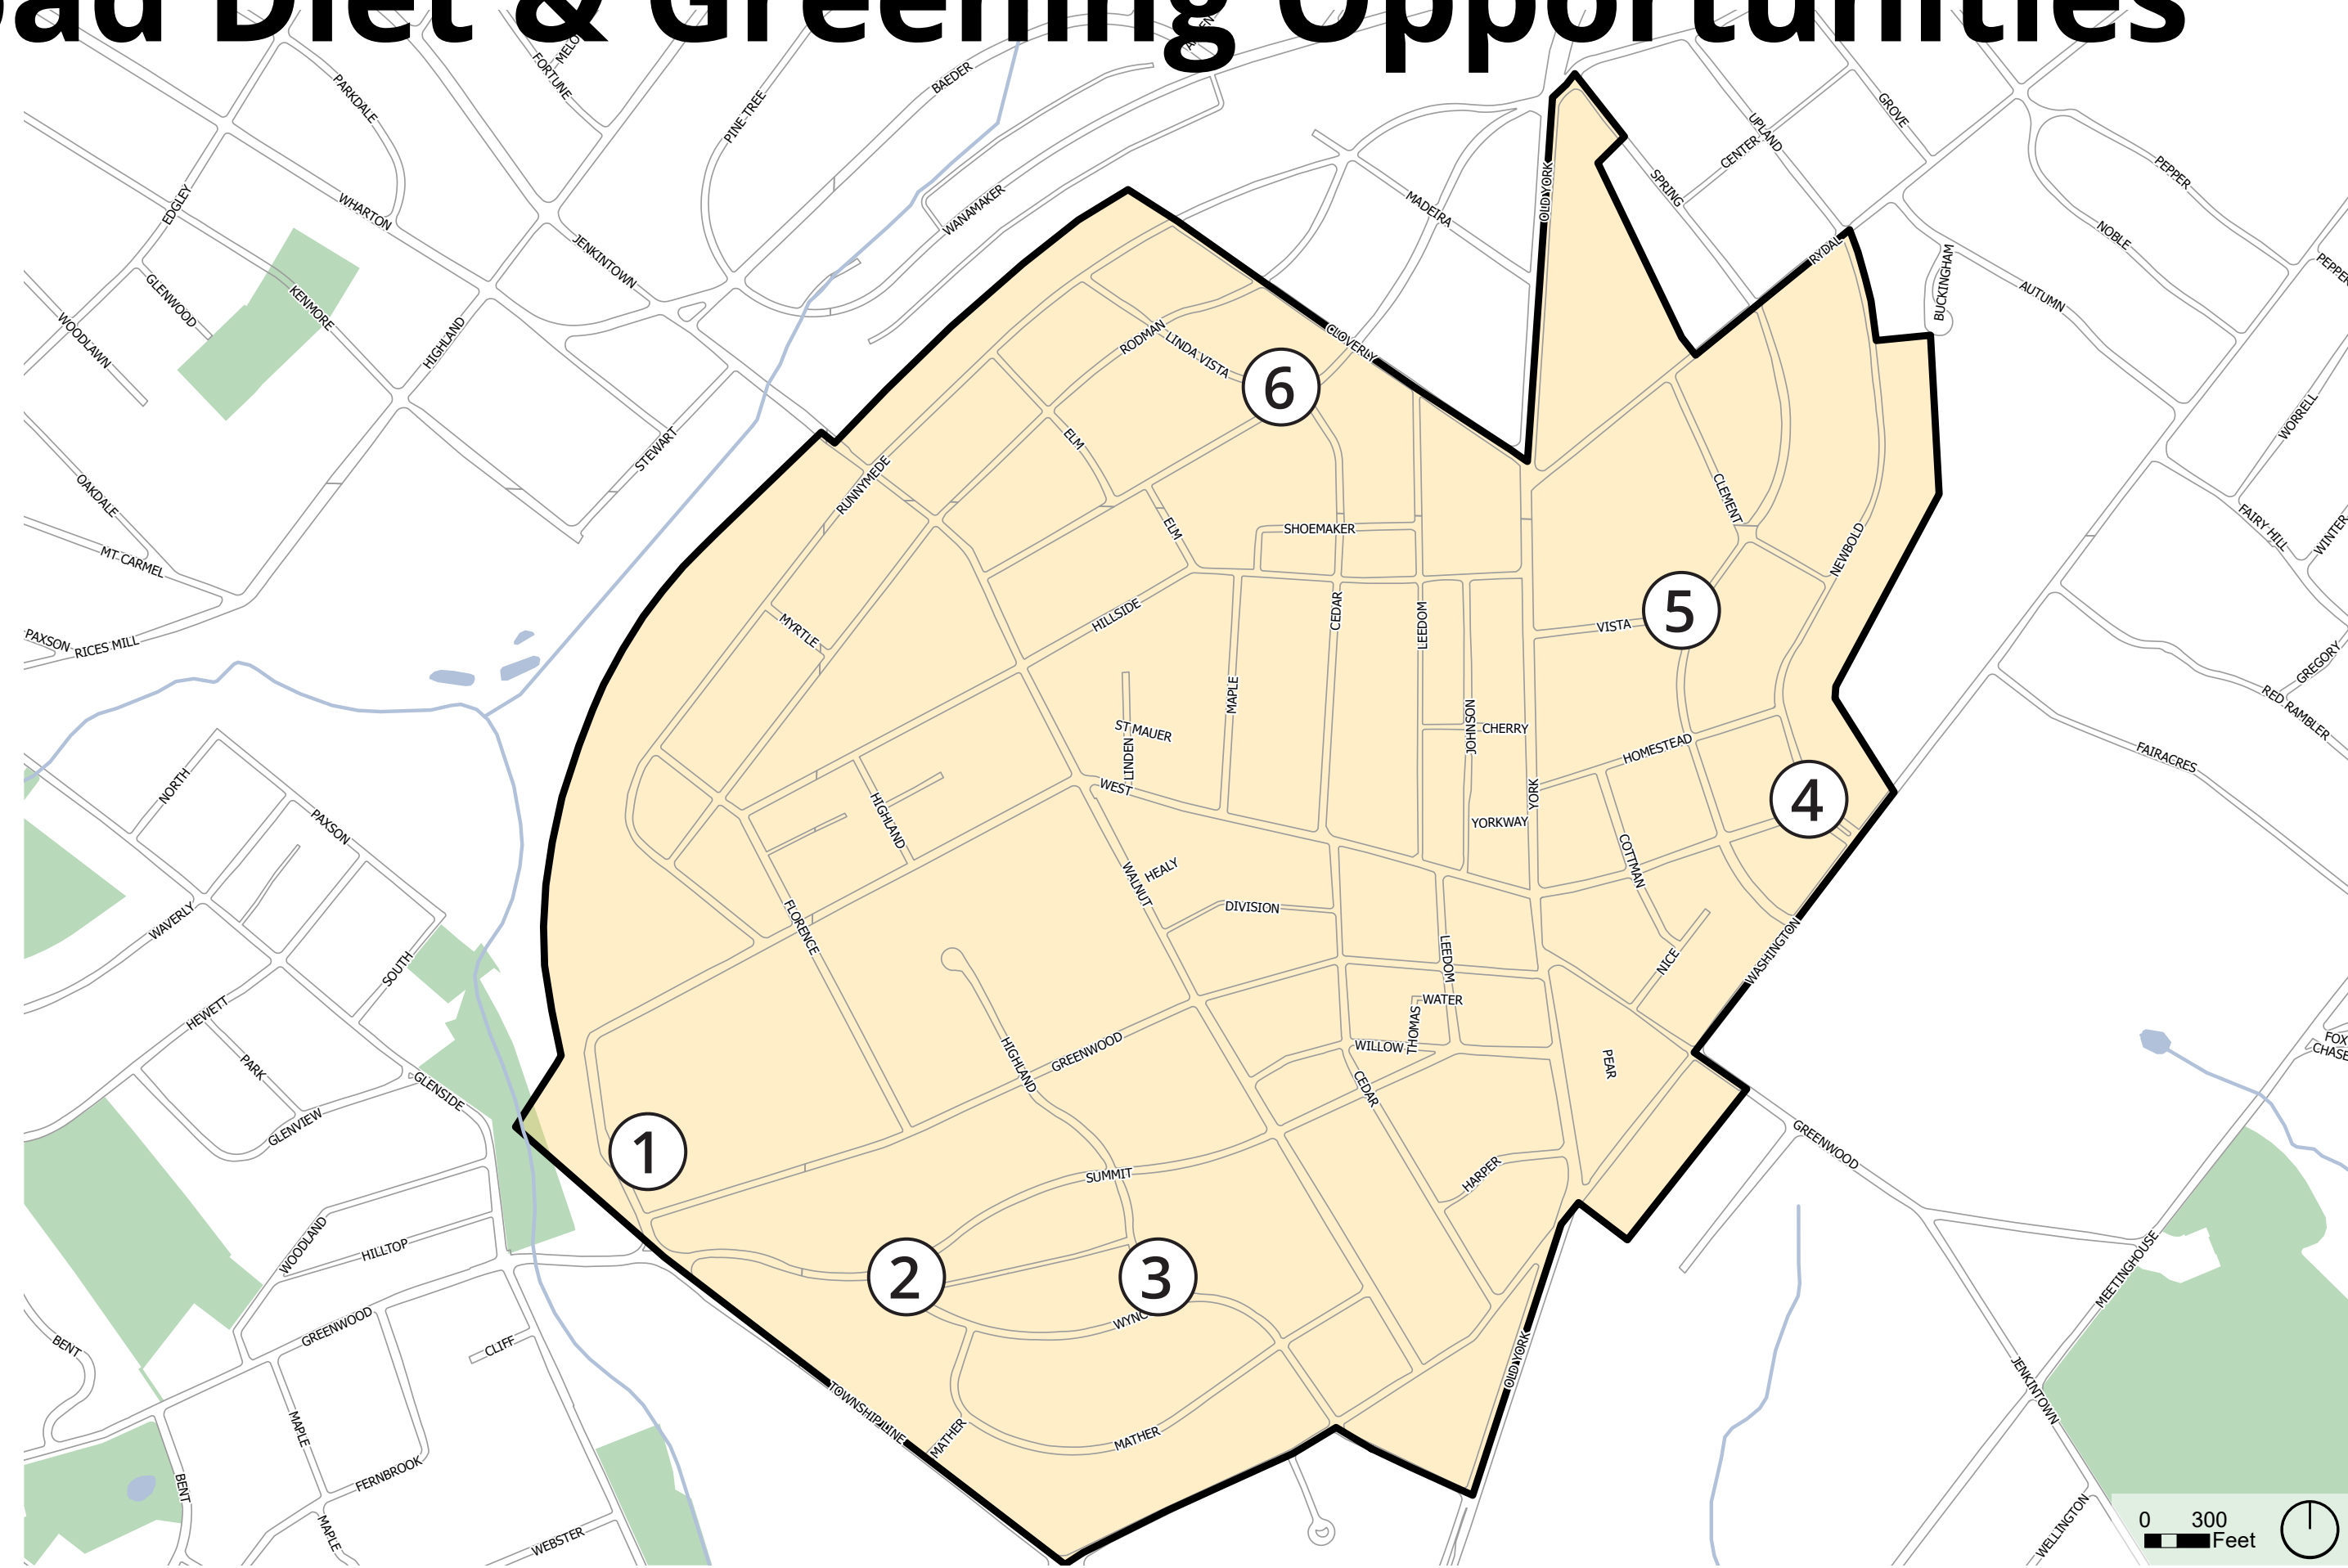 ad Diet & Greening Opportunities
PARKDALE
FORTUNE
PINE TREE
BAEDER
WANAMAKER
EDGLEY
WHARTON
JENKINTOWN
GLENWOOD
KENMORE
WOODLAWN
HIGHLAND
STEWART
OAKDALE
MT CARMEL
PAXSON
RICES MILL
MADEIRA
OLD YORK
SPRING
UPLAND
CENTER
GROVE
RYDAL
BUCKINGHAM
PEPPER
NOBLE
AUTUMN
PEPPER
WORRELL
FAIRY HILL
WINTER
GREGORY
RED RAMBLER
FAIRACRES
RODMAN
LINDA VISTA
CLOVERLY
6
ELM
RUNNYMEDE
ELM
SHOEMAKER
CLEMENT
NEWBOLD
5
VISTA
MYRTLE
HILLSIDE
CEDAR
LEEDOM
MAPLE
ST MAUER
LINDEN
JOHNSON
CHERRY
HOMESTEAD
YORK
YORKWAY
4
WEST
HIGHLAND
COTTMAN
WALNUT
HEALY
DIVISION
FLORENCE
LEEDOM
NICE
WASHINGTON
WATER
THOMAS
WILLOW
PEAR
CEDAR
HIGHLAND
GREENWOOD
HARPER
SUMMIT
1
2
3
WYNC
MATHER
MATHER
TOWNSHIP LINE
OLD YORK
NORTH
PAXSON
WAVERLY
SOUTH
HEWETT
PARK
GLENSIDE
GLENVIEW
WOODLAND
HILLTOP
GREENWOOD
CLIFF
BENT
MAPLE
FERNBROOK
BENT
MAPLE
WEBSTER
GREENWOOD
MEETINGHOUSE
JENKINTOWN
WELLINGTON
FOX
CHASE
0 300
Feet